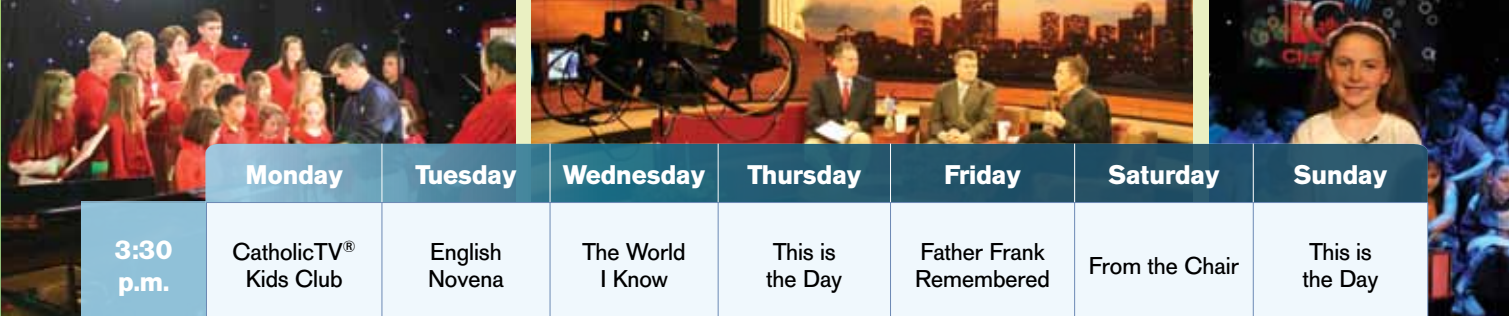 Monday Tuesday Wednesday Thursday Friday Saturday Sunday
3:30
p.m.
CatholicTV®
Kids Club
English
Novena
The World
I Know
This is
the Day
Father Frank
Remembered
From the Chair
This is
the Day